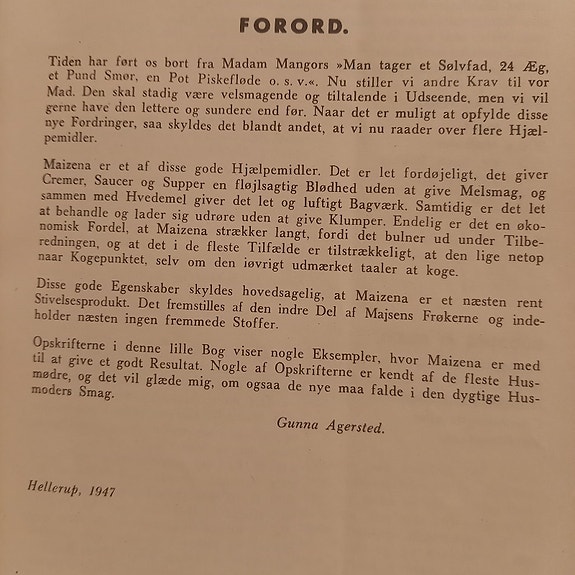 FORORD.
Tiden har ført os bort fra Madam Mangors »Man tager et Sølvfad, 24 Æg,
et Pund Smør, en Pot Piskefløde o. s. v.«. Nu stiller vi andre Krav til vor
Mad. Den skal stadig være velsmagende og tiltalende i Udseende, men vi vil
gerne have den lettere og sundere end før. Naar det er muligt at opfylde disse
nye Fordringer, saa skyldes det blandt andet, at vi nu raader over flere Hjæl-
pemidler.
Maizena er et af disse gode Hjælpemidler. Det er let fordøjeligt, det giver
Cremer, Saucer og Supper en fløjlsagtig Blødhed uden at give Melsmag, og
sammen med Hvedemel giver det let og luftigt Bagværk. Samtidig er det let
at behandle og lader sig udrøre uden at give Klumper. Endelig er det en øko-
nomisk Fordel, at Maizena strækker langt, fordi det bulner ud under Tilbe-
redningen, og at det i de fleste Tilfælde er tilstrækkeligt, at den lige netop
naar Kogepunktet, selv om den iøvrigt udmærket taaler at koge.
Disse gode Egenskaber skyldes hovedsagelig, at Maizena er et næsten rent
Stivelsesprodukt. Det fremstilles af den indre Del af Majsens Frøkerne og inde-
holder næsten ingen fremmede Stoffer.
Opskrifterne i denne lille Bog viser nogle Eksempler, hvor Maizena er med
til at give et godt Resultat. Nogle af Opskrifterne er kendt af de fleste Hus-
mødre, og det vil glæde mig, om ogsaa de nye maa falde i den dygtige Hus-
moders Smag.
Gunna Agersted.
Hellerup, 1947